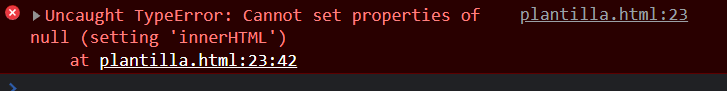 Uncaught TypeError: Cannot set properties of plantilla.html:23
null (setting 'innerHTML')
at plantilla.html:23:42